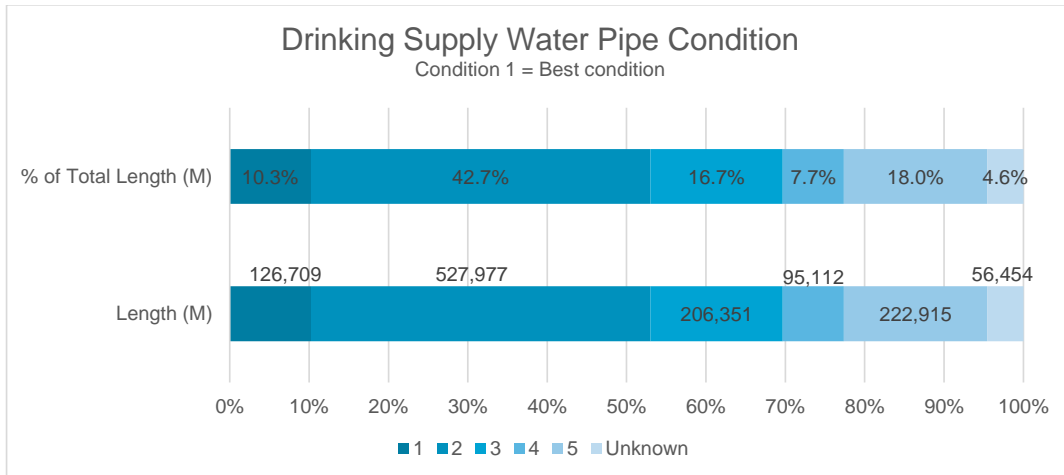 Drinking Supply Water Pipe Condition
Condition 1 = Best condition
% of Total Length (M)
10.3% 42.7% 16.7% 7.7% 18.0% 4.6%
126,709 527,977 95,112 56,454
Length (M)
206,351 222,915
0% 10% 20% 30% 40% 50% 60% 70% 80% 90% 100%
1 2 3 4 5 Unknown